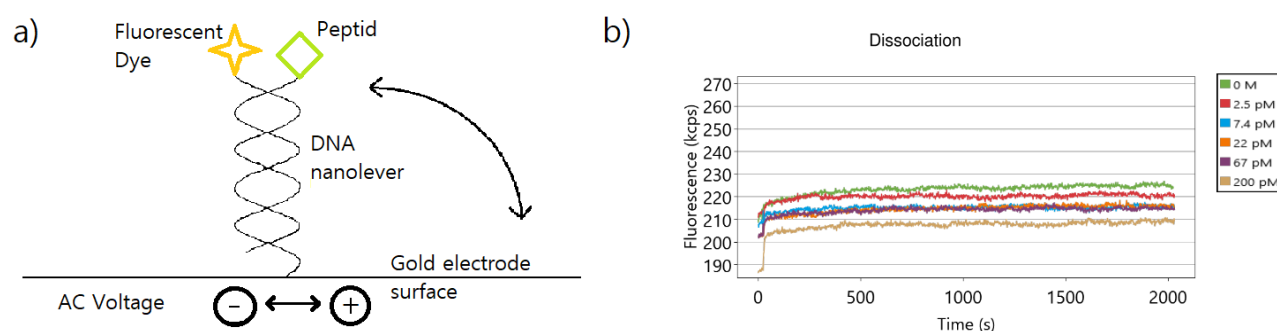 a)
Fluorescent
Dye
Peptid
DNA
nanolever
Gold electrode
surface
AC Voltage
-
+
b)
Dissociation
Fluorescence (kcps)
270
260
250
240
230
220
210
200
190
0
500
1000
1500
2000
Time (s)
0 M
2.5 pM
7.4 pM
22 pM
67 pM
200 pM